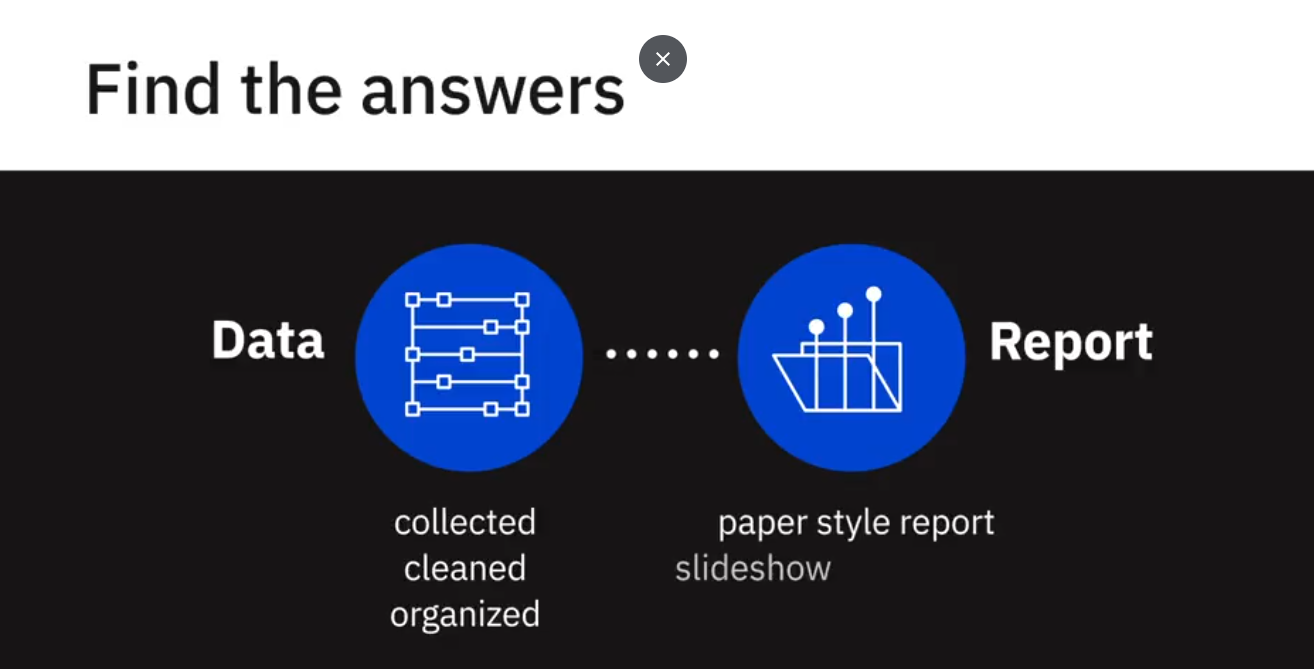 Find the answers
Data
Report
collected
cleaned
organized
paper style report
slideshow